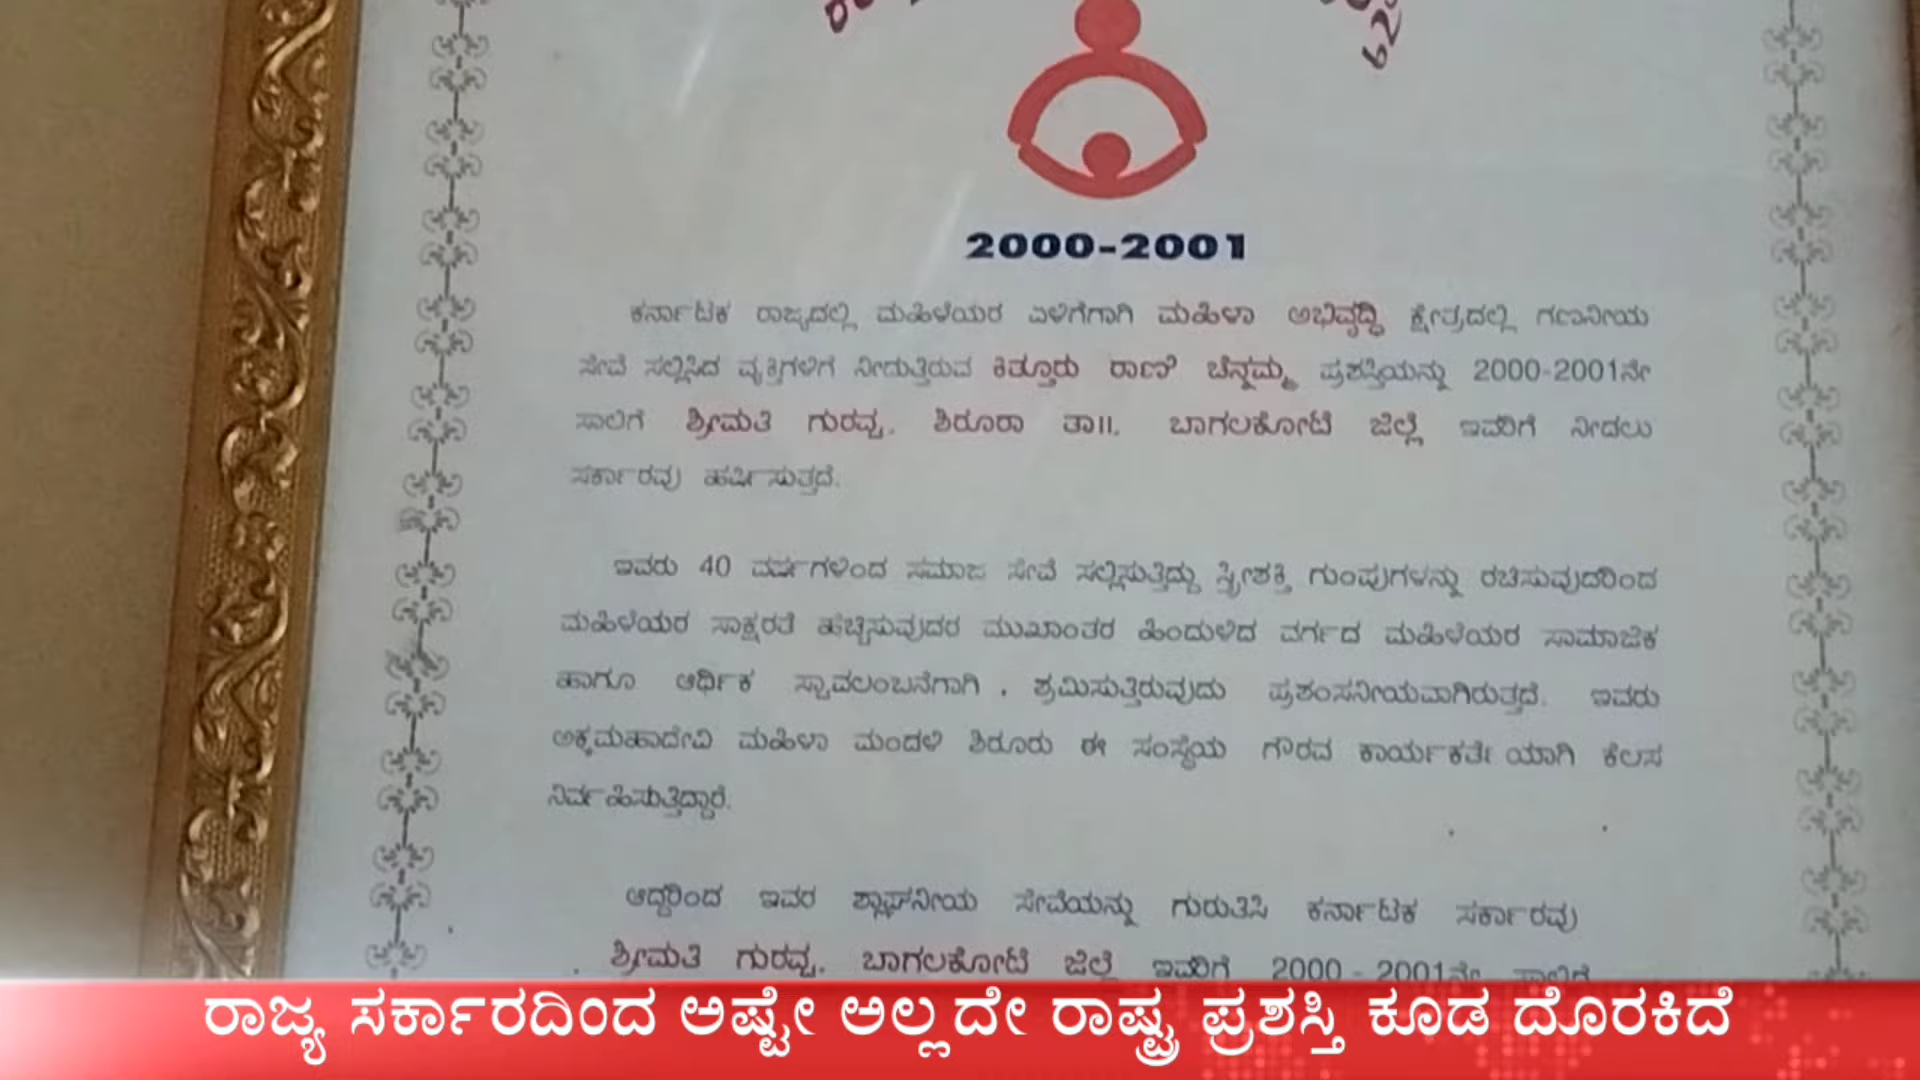 2000-2001
ಕರ್ನಾಟಕ ರಾಜ್ಯದಲ್ಲಿ ಮಹಿಳೆಯರ ಏಳಿಗೆಗಾಗಿ ಮಹಿಳಾ ಅಭಿವೃದ್ಧಿ ಕ್ಷೇತ್ರದಲ್ಲಿ ಗಣನೀಯ
ಸೇವೆ ಸಲ್ಲಿಸಿದ ವ್ಯಕ್ತಿಗಳಿಗೆ ನೀಡುತ್ತಿರುವ ಕಿತ್ತೂರು ರಾಣಿ ಚೆನ್ನಮ್ಮ ಪ್ರಶಸ್ತಿಯನ್ನು 2000-2001ನೇ
ಸಾಲಿಗೆ ಶ್ರೀಮತಿ ಗುರವ್ವ. ಶಿರೂರಾ ತಾ॥. ಬಾಗಲಕೋಟೆ ಜಿಲ್ಲೆ ಇವರಿಗೆ ನೀಡಲು
ಸರ್ಕಾರವು ಹರ್ಷಿಸುತ್ತದೆ.
ಇವರು 40 ವರ್ಷಗಳಿಂದ ಸಮಾಜ ಸೇವೆ ಸಲ್ಲಿಸುತ್ತಿದ್ದು ಸ್ತ್ರೀಶಕ್ತಿ ಗುಂಪುಗಳನ್ನು ರಚಿಸುವುದರಿಂದ
ಮಹಿಳೆಯರ ಸಾಕ್ಷರತೆ ಹೆಚ್ಚಿಸುವುದರ ಮುಖಾಂತರ ಹಿಂದುಳಿದ ವರ್ಗದ ಮಹಿಳೆಯರ ಸಾಮಾಜಿಕ
ಹಾಗೂ ಆರ್ಥಿಕ ಸ್ವಾವಲಂಬನೆಗಾಗಿ . ಶ್ರಮಿಸುತ್ತಿರುವುದು ಪ್ರಶಂಸನೀಯವಾಗಿರುತ್ತದೆ. ಇವರು
ಅಕ್ಕಮಹಾದೇವಿ ಮಹಿಳಾ ಮಂಡಳಿ ಶಿರೂರು ಈ ಸಂಸ್ಥೆಯ ಗೌರವ ಕಾರ್ಯಕರ್ತೆಯಾಗಿ ಕೆಲಸ
ನಿರ್ವಹಿಸುತ್ತಿದ್ದಾರೆ.
ಆದ್ದರಿಂದ ಇವರ ಶ್ಲಾಘನೀಯ ಸೇವೆಯನ್ನು ಗುರುತಿಸಿ ಕರ್ನಾಟಕ ಸರ್ಕಾರವು
ಶ್ರೀಮತಿ ಗುರವ್ವ. ಬಾಗಲಕೋಟೆ ಜಿಲ್ಲೆ ಇವರಿಗೆ 2000-2001ನೇ ಸಾಲಿಗೆ
ರಾಜ್ಯ ಸರ್ಕಾರದಿಂದ ಅಷ್ಟೇ ಅಲ್ಲದೇ ರಾಷ್ಟ್ರ ಪ್ರಶಸ್ತಿ ಕೂಡ ದೊರಕಿದೆ